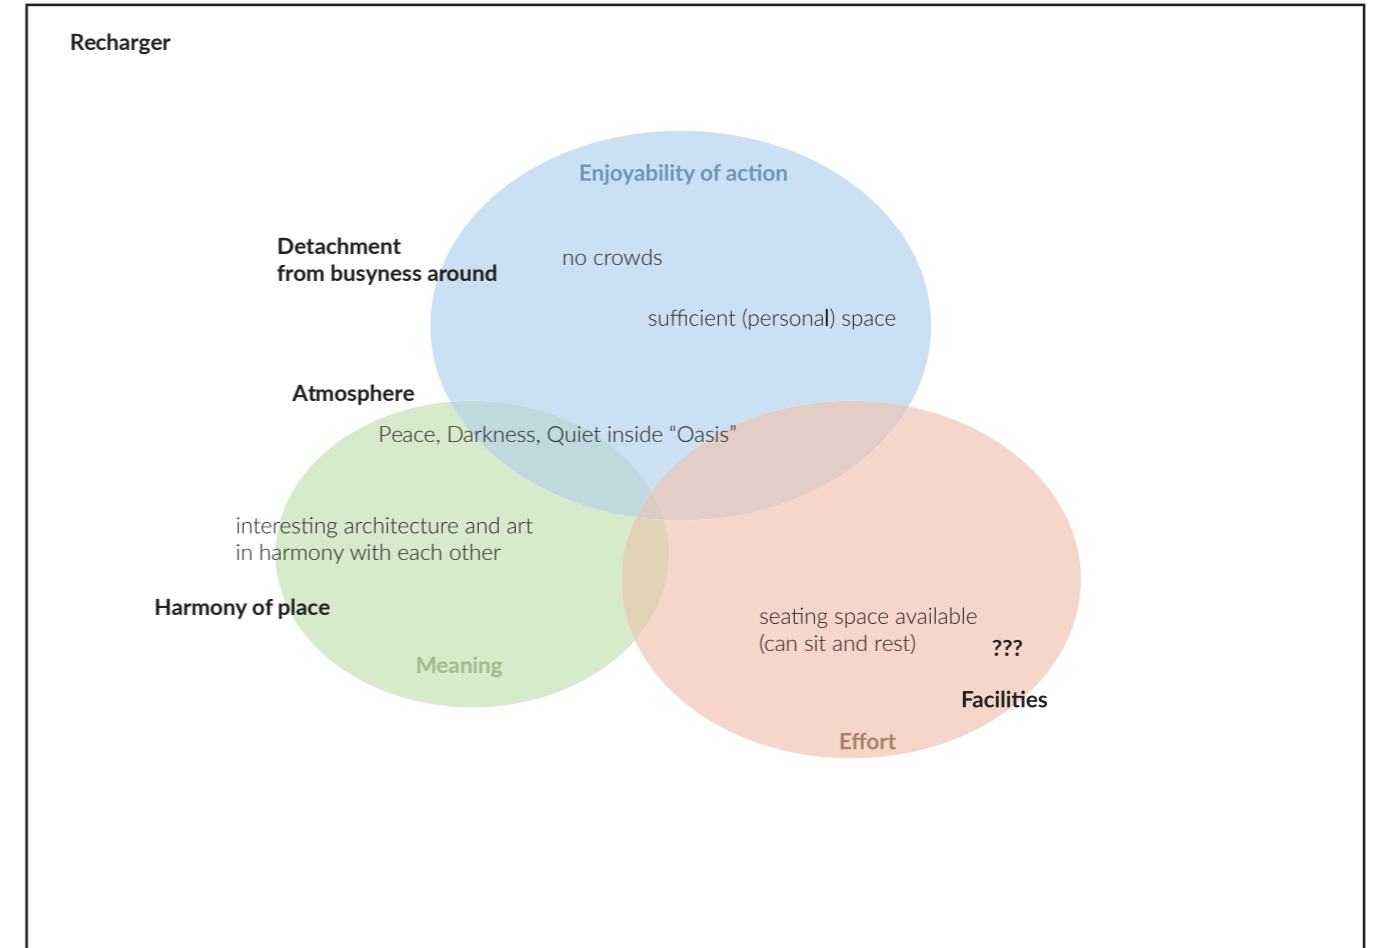 Recharger
Enjoyability of action
Detachment
from busyness around
no crowds
sufficient (personal) space
Atmosphere
Peace, Darkness, Quiet inside “Oasis”
interesting architecture and art
in harmony with each other
Harmony of place
seating space available
(can sit and rest)
???
Meaning
Facilities
Effort